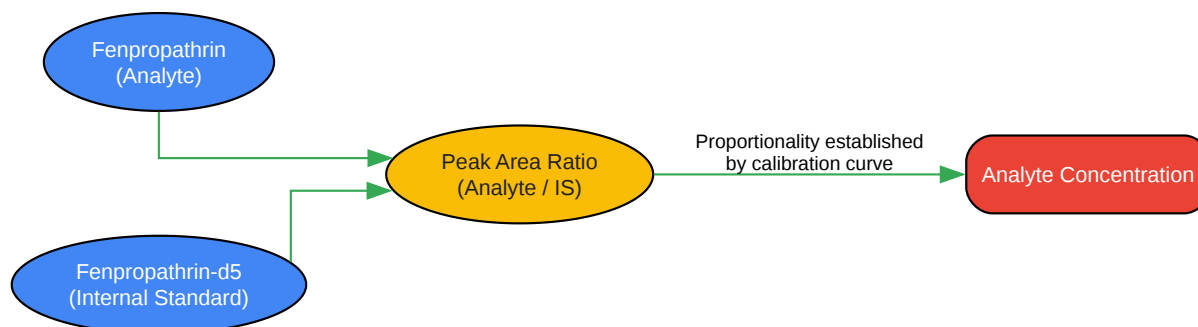 Fenpropathrin
(Analyte)
Peak Area Ratio
(Analyte / IS)
Proportionality established
by calibration curve
Analyte Concentration
Fenpropathrin-d5
(Internal Standard)